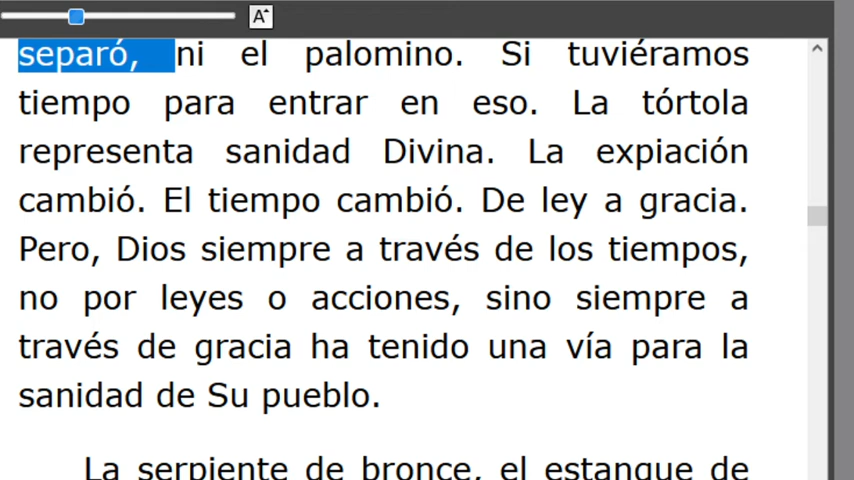 A
separó, ni el palomino. Si tuviéramos
tiempo para entrar en eso. La tórtola
representa sanidad Divina. La expiación
cambió. El tiempo cambió. De ley a gracia.
Pero, Dios siempre a través de los tiempos,
no por leyes o acciones, sino siempre a
través de gracia ha tenido una vía para la
sanidad de Su pueblo.
La serpiente de bronce, el estanque de